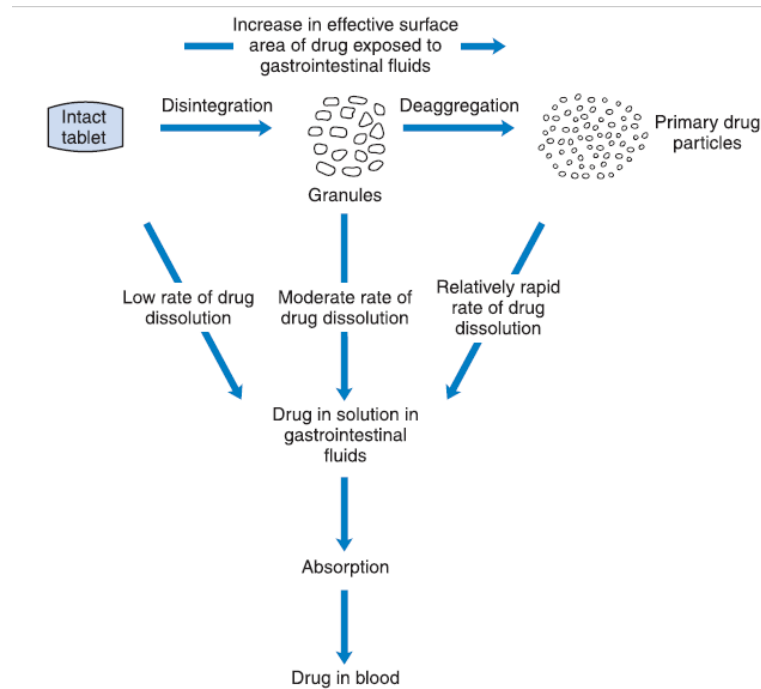 Increase in effective surface
area of drug exposed to
gastrointestinal fluids
Intact
tablet
Disintegration
Deaggregation
Primary drug
particles
Granules
Low rate of drug
dissolution
Moderate rate of
drug dissolution
Relatively rapid
rate of drug
dissolution
Drug in solution in
gastrointestinal
fluids
Absorption
Drug in blood